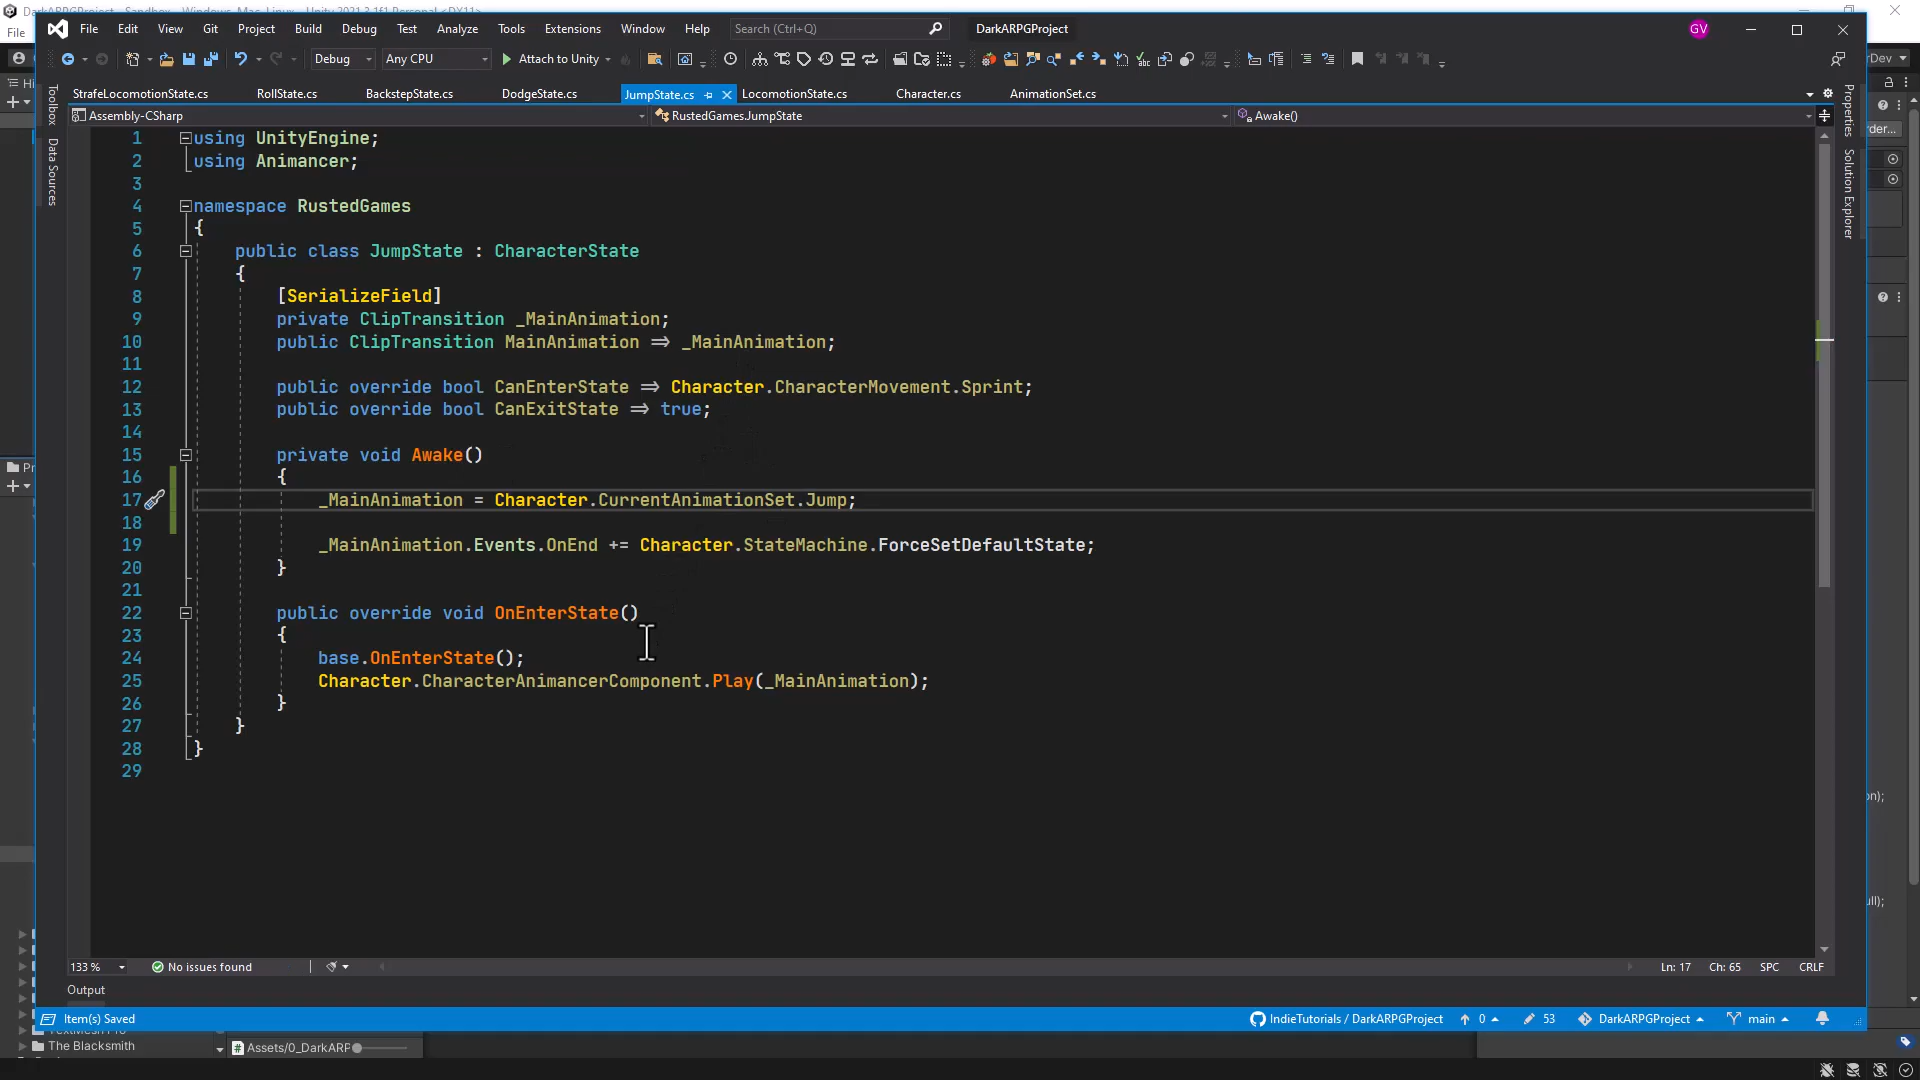 File Edit View Git Project Build Debug Test Analyze Tools Extensions Window Help Search (Ctrl+Q) DarkARPGProject GV
Debug Any CPU Attach to Unity
StrafeLocomotionState.cs RollState.cs BackstepState.cs DodgeState.cs JumpState.cs LocomotionState.cs Character.cs AnimationSet.cs
Assembly-CSharp RustedGames.JumpState Awake()
Toolbox
Data Sources
Properties
Solution Explorer
1 using UnityEngine;
2 using Animancer;
3
4 namespace RustedGames
5 {
6 public class JumpState : CharacterState
7 {
8 [SerializeField]
9 private ClipTransition _MainAnimation;
10 public ClipTransition MainAnimation => _MainAnimation;
11
12 public override bool CanEnterState => Character.CharacterMovement.Sprint;
13 public override bool CanExitState => true;
14
15 private void Awake()
16 {
17 _MainAnimation = Character.CurrentAnimationSet.Jump;
18
19 _MainAnimation.Events.OnEnd += Character.StateMachine.ForceSetDefaultState;
20 }
21
22 public override void OnEnterState()
23 {
24 base.OnEnterState();
25 Character.CharacterAnimancerComponent.Play(_MainAnimation);
26 }
27 }
28 }
29
133 % No issues found Ln: 17 Ch: 65 SPC CRLF
Output
Item(s) Saved IndieTutorials / DarkARPGProject 0 53 DarkARPGProject main
The Blacksmith
Assets/0_DarkARP
File
Hi
Pr
Dev
der...
on);
ull);